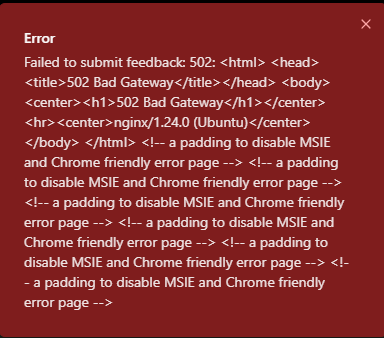 Error
Failed to submit feedback: 502: <html> <head>
<title>502 Bad Gateway</title></head> <body>
<center><h1>502 Bad Gateway</h1></center>
<hr><center>nginx/1.24.0 (Ubuntu)</center>
</body> </html> <!-- a padding to disable MSIE
and Chrome friendly error page --> <!-- a padding
to disable MSIE and Chrome friendly error page -->
<!-- a padding to disable MSIE and Chrome friendly
error page --> <!-- a padding to disable MSIE and
Chrome friendly error page --> <!-- a padding to
disable MSIE and Chrome friendly error page --> <!-
- a padding to disable MSIE and Chrome friendly
error page -->